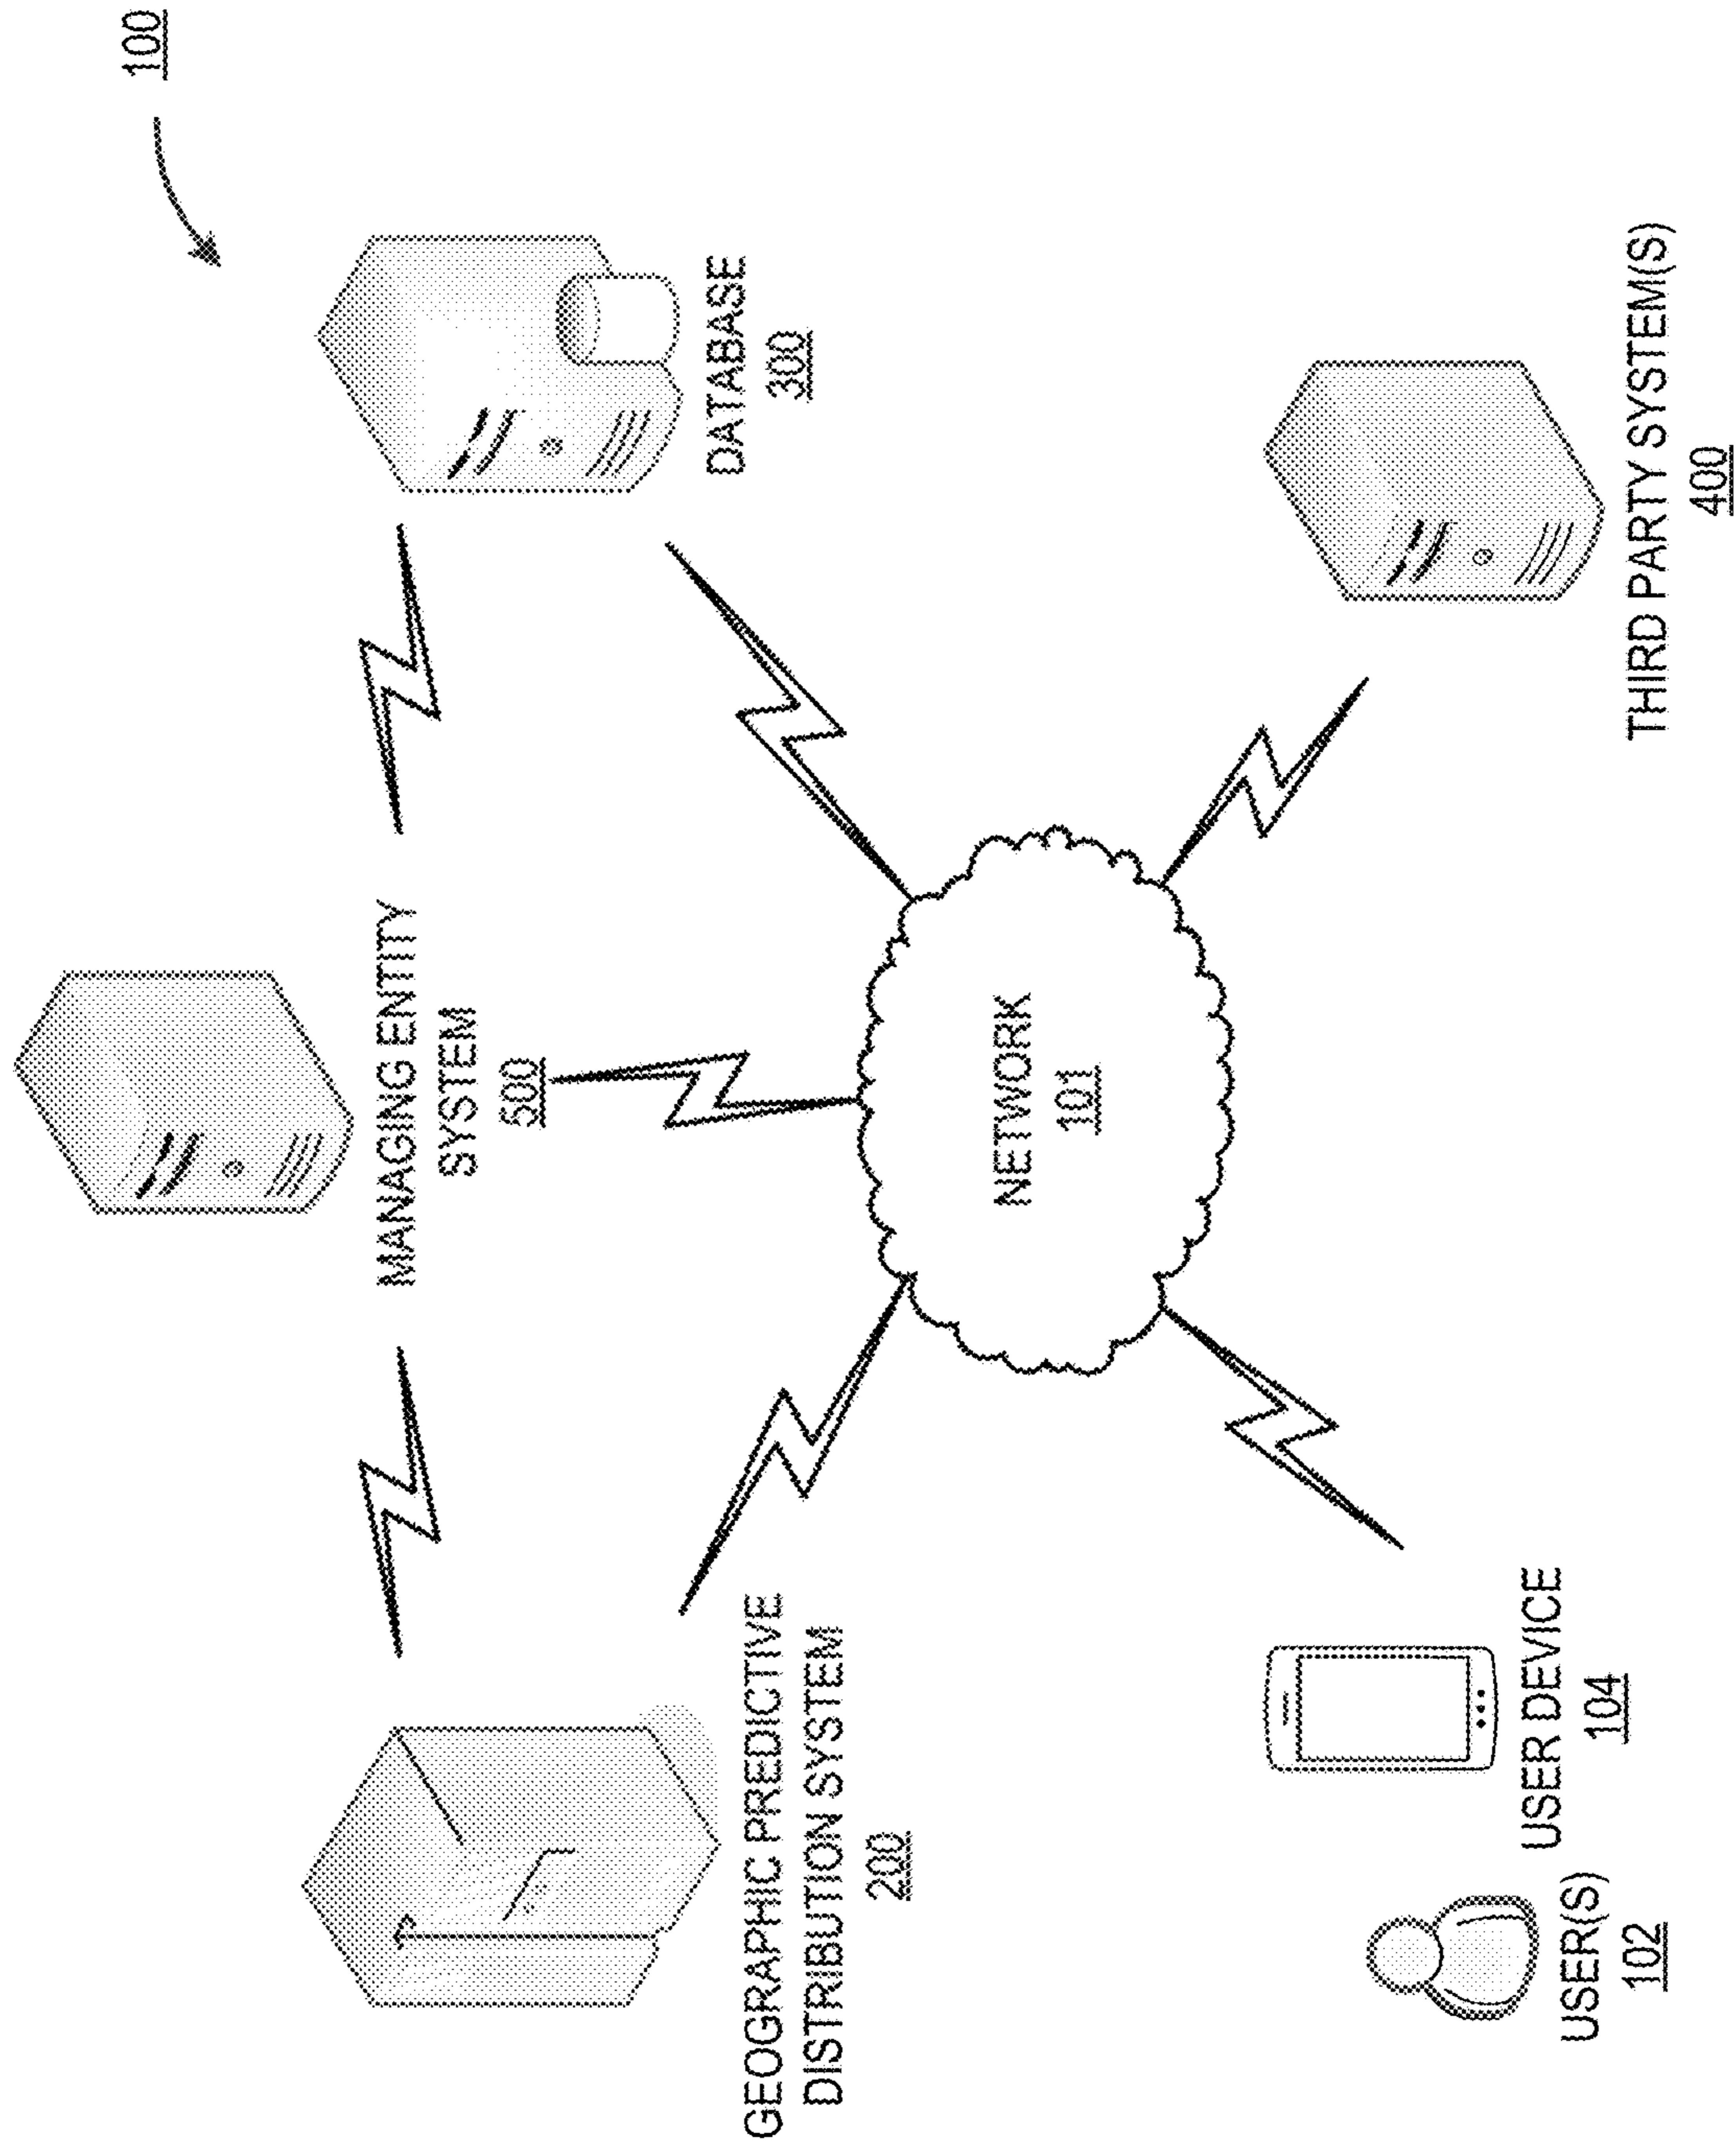 100
MANAGING ENTITY
SYSTEM
500
GEOGRAPHIC PREDICTIVE
DISTRIBUTION SYSTEM
200
DATABASE
300
NETWORK
101
USER(S)
102
USER DEVICE
104
THIRD PARTY SYSTEM(S)
400